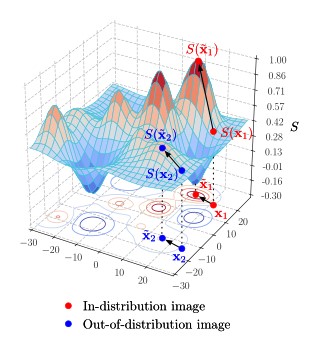 S(x̃₁)
1.00
0.86
0.71
0.57
0.42
0.28
0.13
-0.01
-0.16
-0.30
S
S(x̃₂)
S(x₁)
S(x₂)
x̃₁
x₁
x̃₂
x₂
−30
−20
−10
0
10
20
−30
−20
−10
0
10
20
In-distribution image
Out-of-distribution image